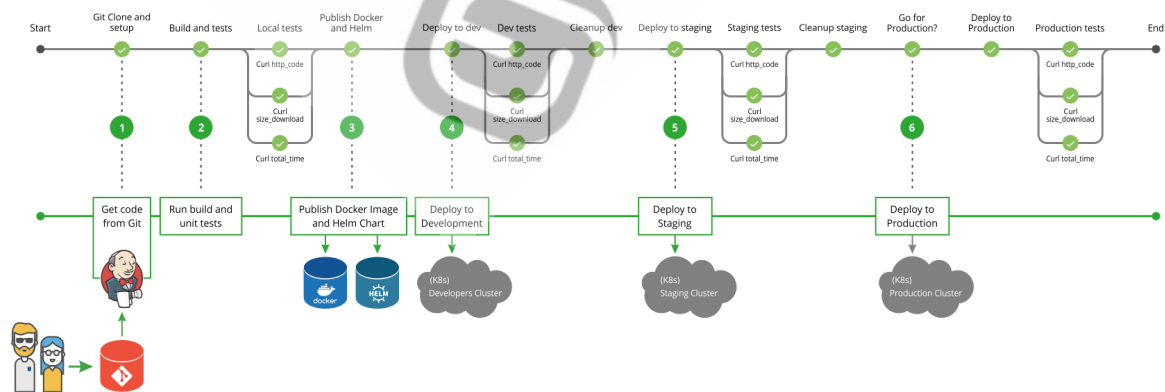 Start
Git Clone and
setup
Build and tests
Local tests
Publish Docker
and Helm
Deploy to dev
Dev tests
Cleanup dev
Deploy to staging
Staging tests
Cleanup staging
Go for
Production?
Deploy to
Production
Production tests
End
Curl http_code
Curl http_code
Curl http_code
Curl http_code
Curl
size_download
Curl
size_download
Curl
size_download
Curl
size_download
Curl total_time
Curl total_time
Curl total_time
Curl total_time
1
2
3
4
5
6
Get code
from Git
Run build and
unit tests
Publish Docker Image
and Helm Chart
Deploy to
Development
Deploy to
Staging
Deploy to
Production
docker
HELM
(K8s)
Developers Cluster
(K8s)
Staging Cluster
(K8s)
Production Cluster